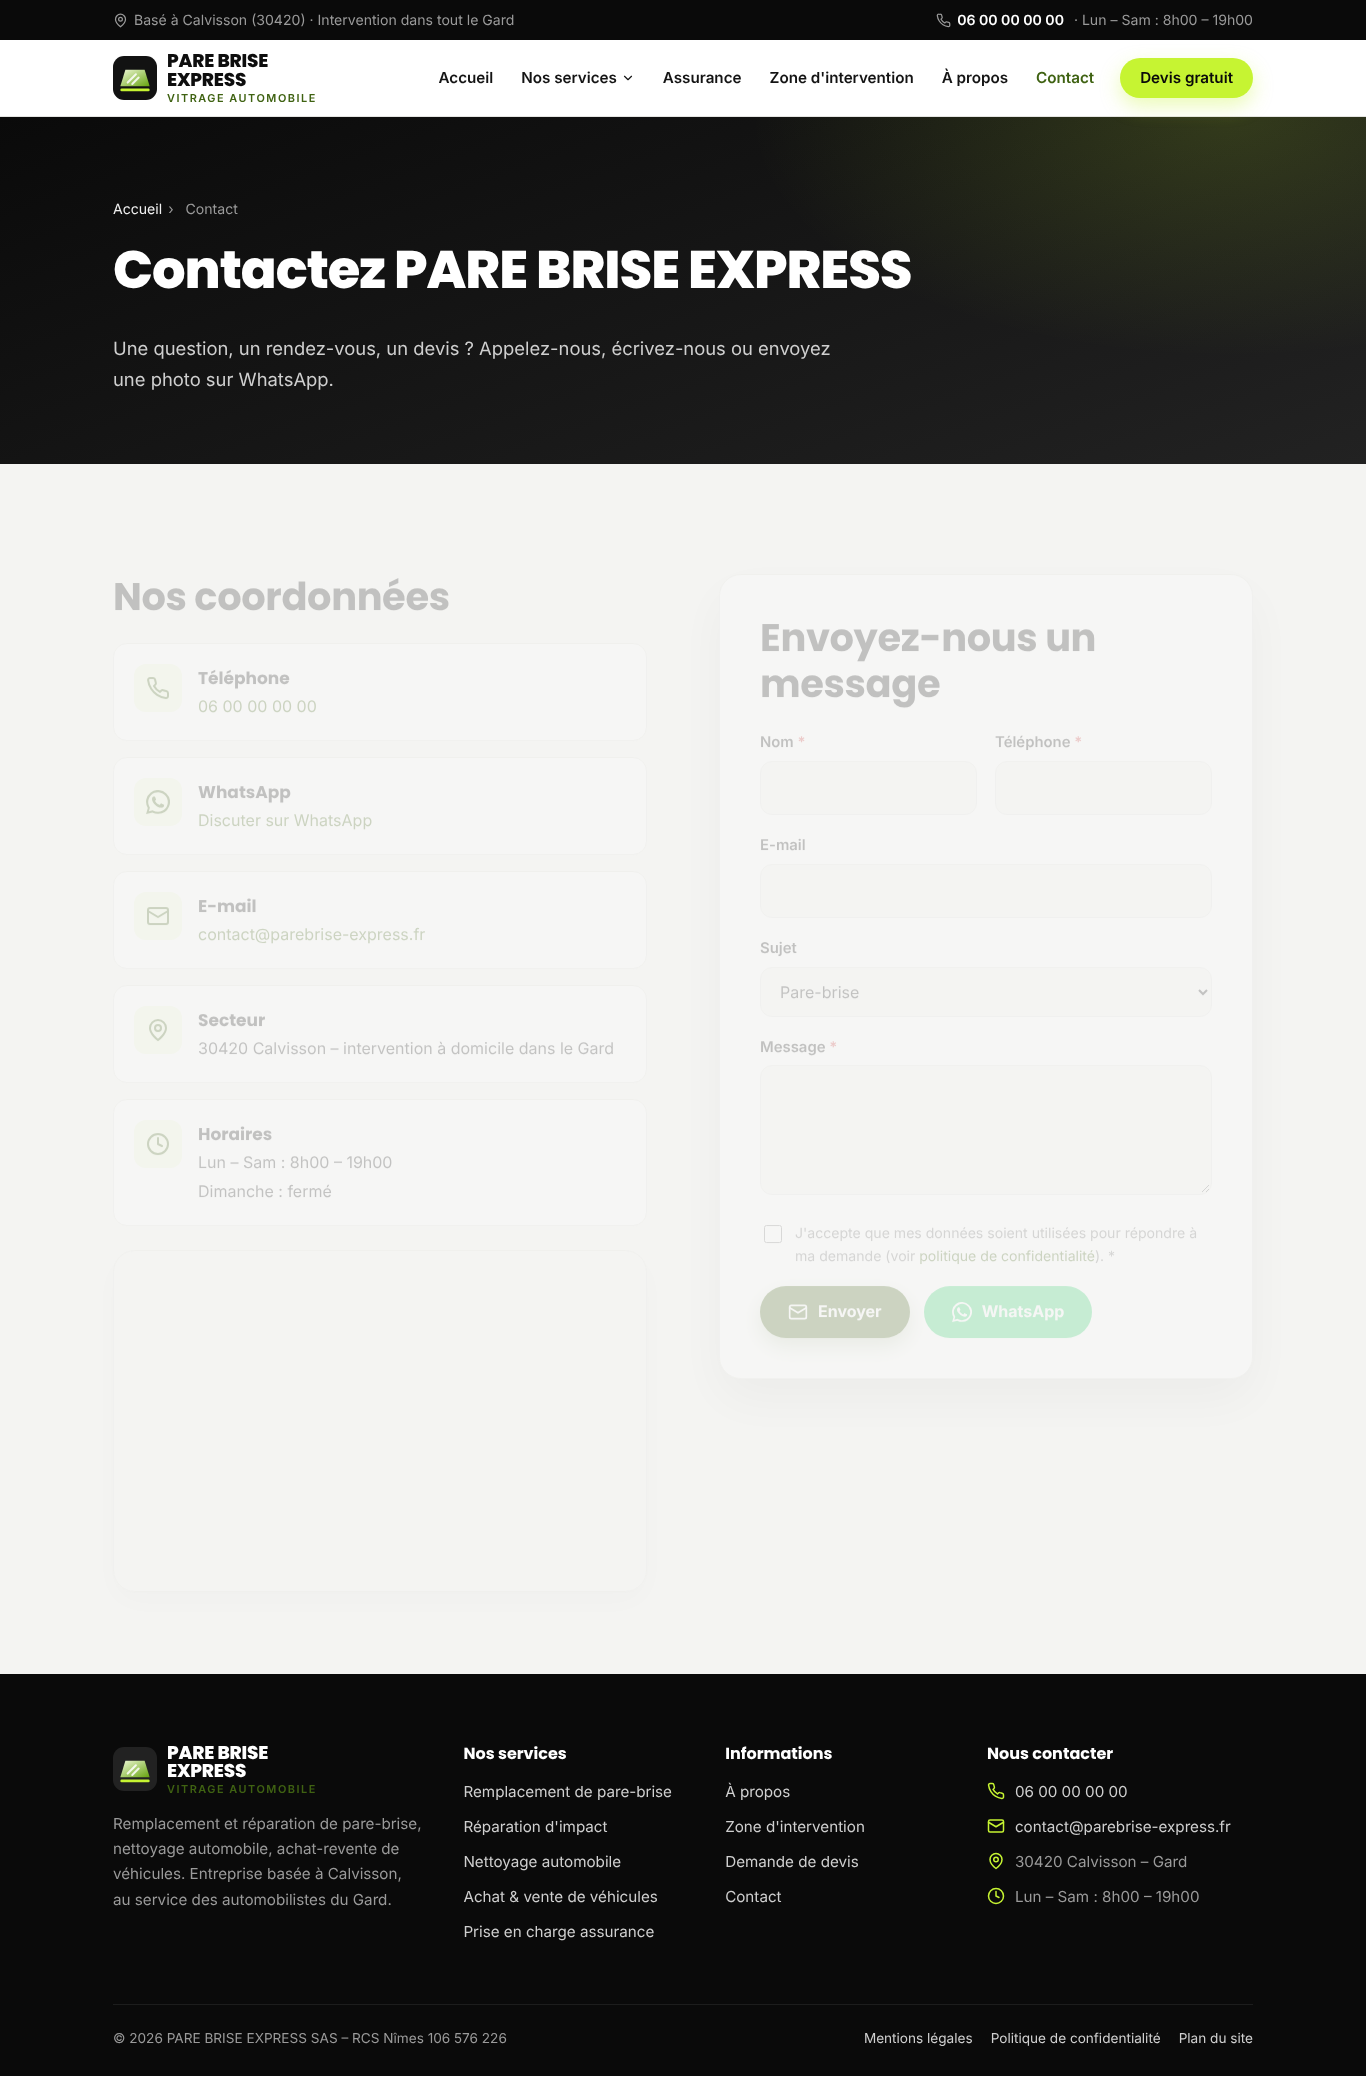 Basé à Calvisson (30420) · Intervention dans tout le Gard
06 00 00 00 00 · Lun – Sam : 8h00 – 19h00
PARE BRISE
EXPRESS
VITRAGE AUTOMOBILE
Accueil
Nos services
Assurance
Zone d'intervention
À propos
Contact
Devis gratuit
Accueil › Contact
Contactez PARE BRISE EXPRESS
Une question, un rendez-vous, un devis ? Appelez-nous, écrivez-nous ou envoyez
une photo sur WhatsApp.
Nos coordonnées
Téléphone
06 00 00 00 00
WhatsApp
Discuter sur WhatsApp
E-mail
contact@parebrise-express.fr
Secteur
30420 Calvisson – intervention à domicile dans le Gard
Horaires
Lun – Sam : 8h00 – 19h00
Dimanche : fermé
Envoyez-nous un
message
Nom *
Téléphone *
E-mail
Sujet
Pare-brise
Message *
J'accepte que mes données soient utilisées pour répondre à
ma demande (voir politique de confidentialité). *
Envoyer
WhatsApp
PARE BRISE
EXPRESS
VITRAGE AUTOMOBILE
Remplacement et réparation de pare-brise,
nettoyage automobile, achat-revente de
véhicules. Entreprise basée à Calvisson,
au service des automobilistes du Gard.
Nos services
Remplacement de pare-brise
Réparation d'impact
Nettoyage automobile
Achat & vente de véhicules
Prise en charge assurance
Informations
À propos
Zone d'intervention
Demande de devis
Contact
Nous contacter
06 00 00 00 00
contact@parebrise-express.fr
30420 Calvisson – Gard
Lun – Sam : 8h00 – 19h00
© 2026 PARE BRISE EXPRESS SAS – RCS Nîmes 106 576 226
Mentions légales
Politique de confidentialité
Plan du site